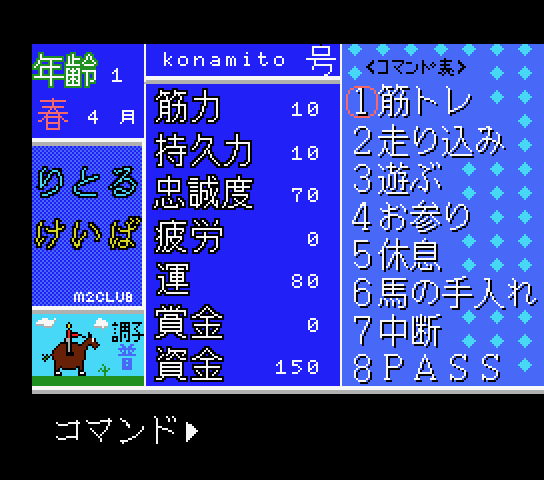 年齢 1
春 4 月
りとる
けいば
M2CLUB
調子
普
konamito 号
筋力 10
持久力 10
忠誠度 70
疲労 0
運 80
賞金 0
資金 150
<コマンド表>
1筋トレ
2走り込み
3遊ぶ
4お参り
5休息
6馬の手入れ
7中断
8PASS
コマンド▶